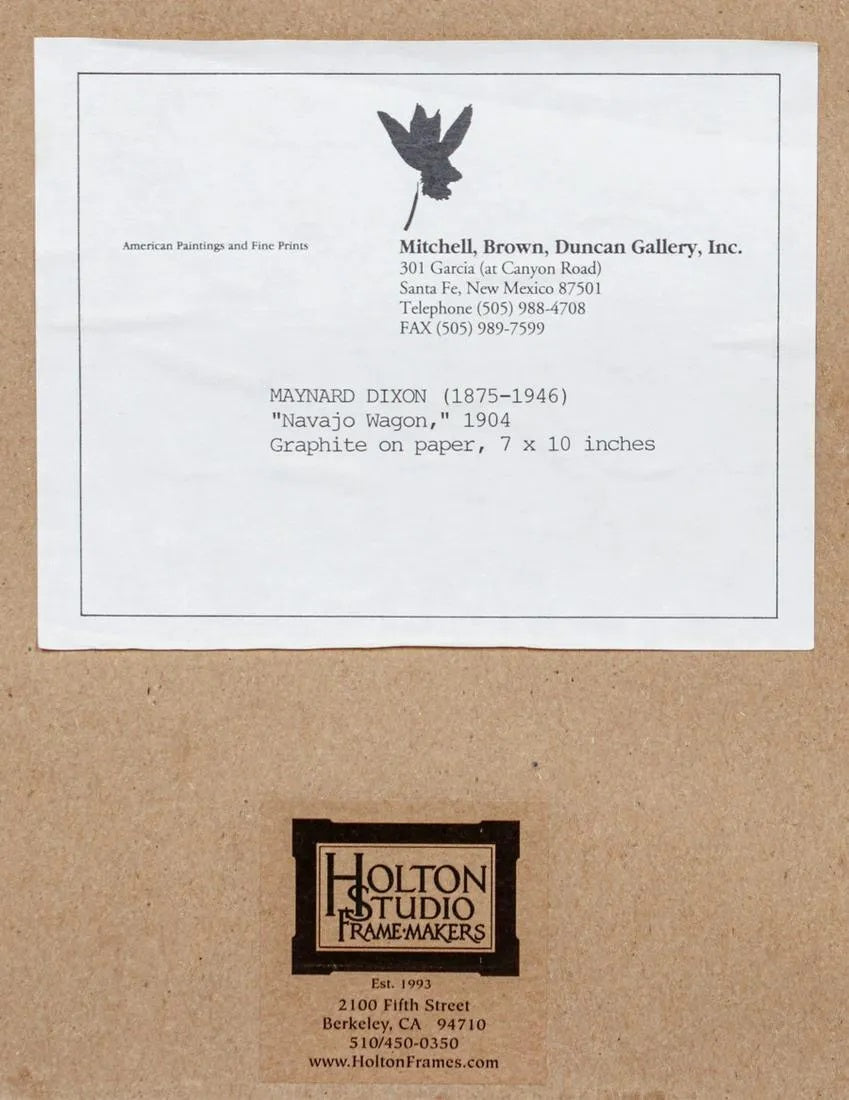 American Paintings and Fine Prints
Mitchell, Brown, Duncan Gallery, Inc.
301 Garcia (at Canyon Road)
Santa Fe, New Mexico 87501
Telephone (505) 988-4708
FAX (505) 989-7599
MAYNARD DIXON (1875-1946)
"Navajo Wagon," 1904
Graphite on paper, 7 x 10 inches
HOLTON
STUDIO
FRAME·MAKERS
Est. 1993
2100 Fifth Street
Berkeley, CA 94710
510/450-0350
www.HoltonFrames.com